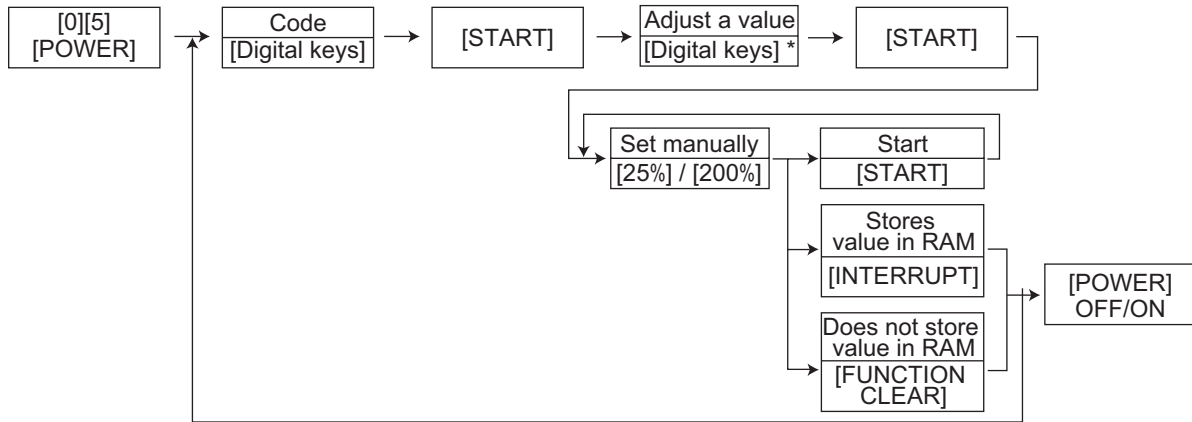 [0][5]
[POWER]
Code
[Digital keys]
[START]
Adjust a value
[Digital keys] *
[START]
Set manually
[25%] / [200%]
Start
[START]
Stores
value in RAM
[INTERRUPT]
Does not store
value in RAM
[FUNCTION
CLEAR]
[POWER]
OFF/ON